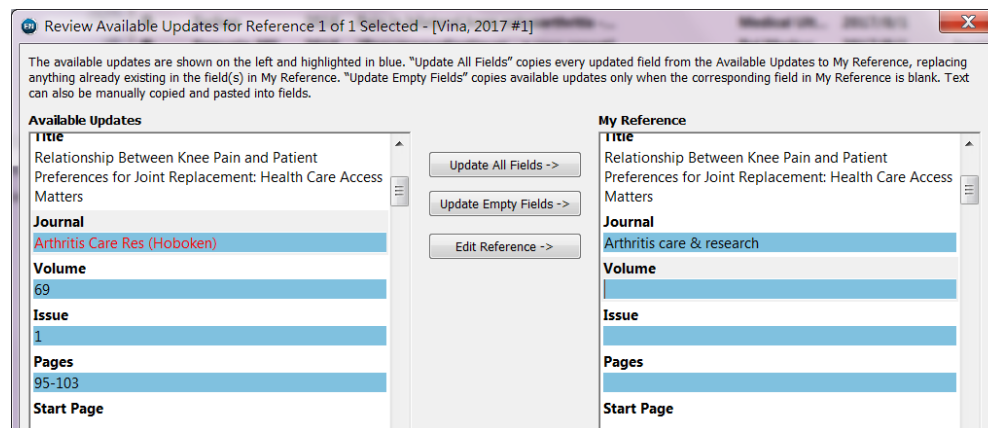 EN Review Available Updates for Reference 1 of 1 Selected - [Vina, 2017 #1]
The available updates are shown on the left and highlighted in blue. "Update All Fields" copies every updated field from the Available Updates to My Reference, replacing
anything already existing in the field(s) in My Reference. "Update Empty Fields" copies available updates only when the corresponding field in My Reference is blank. Text
can also be manually copied and pasted into fields.
Available Updates
Title
Relationship Between Knee Pain and Patient
Preferences for Joint Replacement: Health Care Access
Matters
Journal
Arthritis Care Res (Hoboken)
Volume
69
Issue
1
Pages
95-103
Start Page
Update All Fields ->
Update Empty Fields ->
Edit Reference ->
My Reference
Title
Relationship Between Knee Pain and Patient
Preferences for Joint Replacement: Health Care Access
Matters
Journal
Arthritis care & research
Volume
Issue
Pages
Start Page